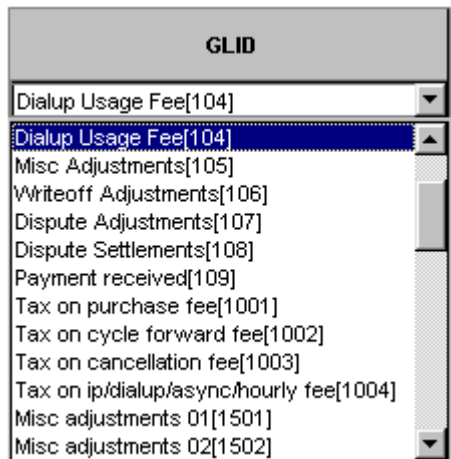 GLID
Dialup Usage Fee[104]
Dialup Usage Fee[104]
Misc Adjustments[105]
Writeoff Adjustments[106]
Dispute Adjustments[107]
Dispute Settlements[108]
Payment received[109]
Tax on purchase fee[1001]
Tax on cycle forward fee[1002]
Tax on cancellation fee[1003]
Tax on ip/dialup/async/hourly fee[1004]
Misc adjustments 01[1501]
Misc adjustments 02[1502]